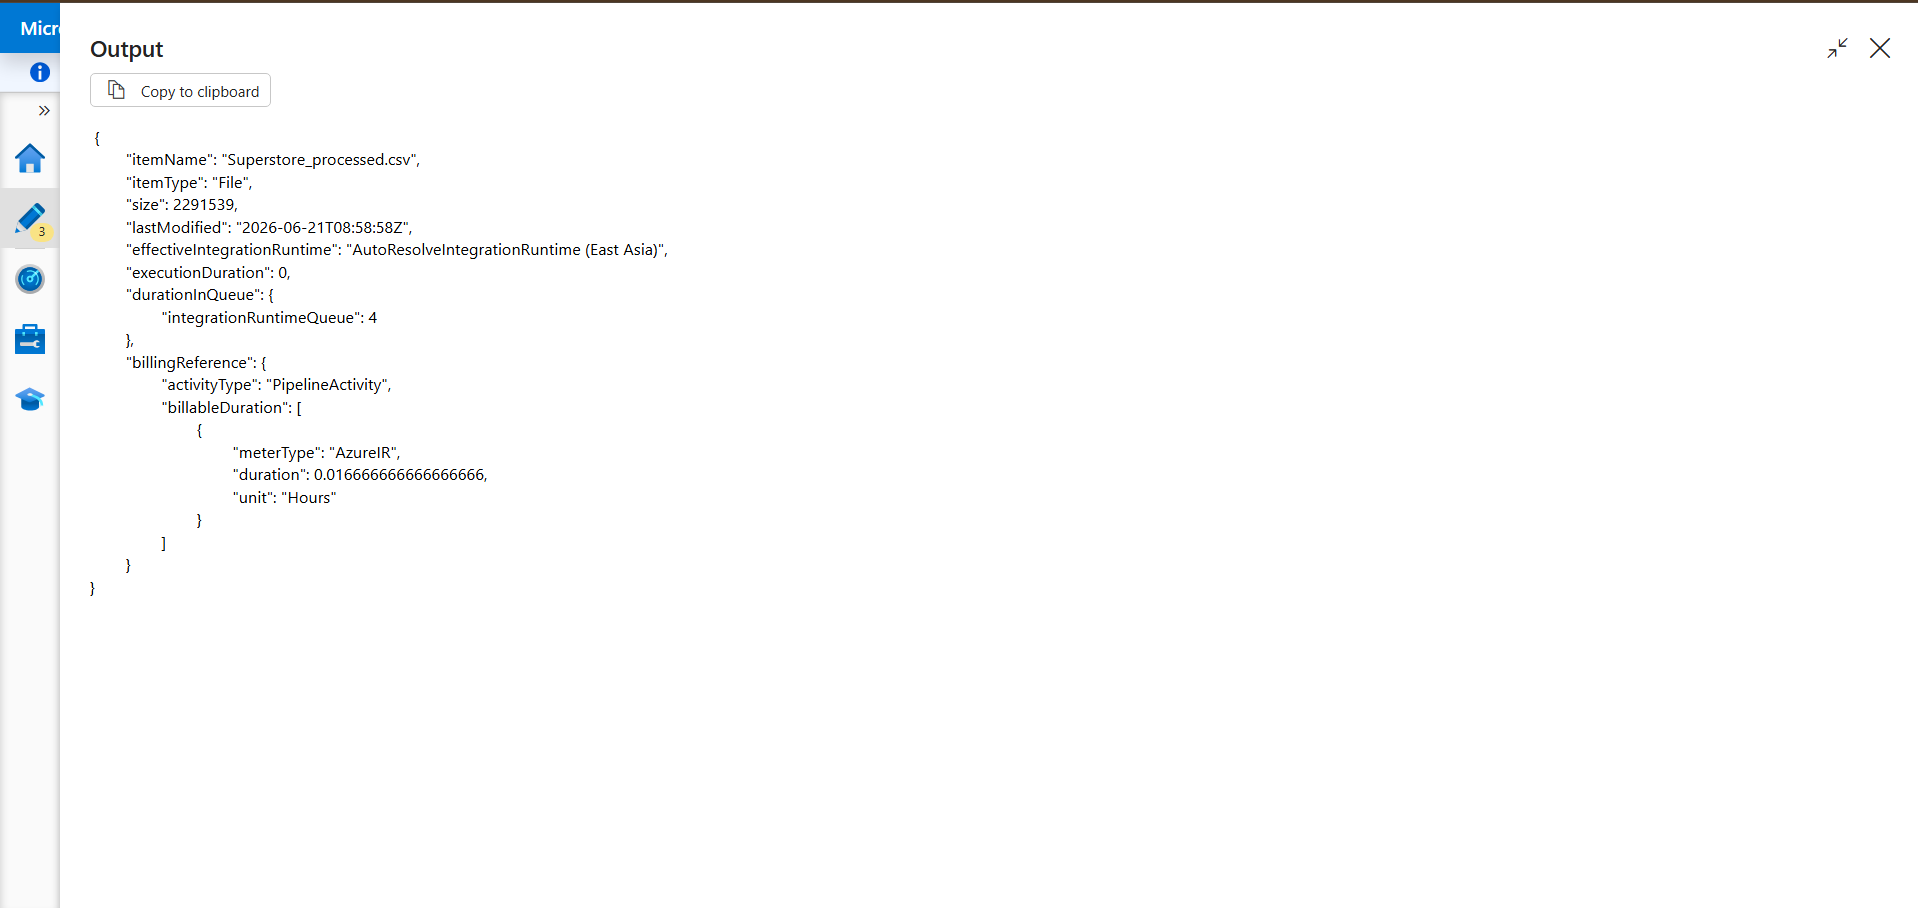 Micr
Output
Copy to clipboard
{
"itemName": "Superstore_processed.csv",
"itemType": "File",
"size": 2291539,
"lastModified": "2026-06-21T08:58:58Z",
"effectiveIntegrationRuntime": "AutoResolveIntegrationRuntime (East Asia)",
"executionDuration": 0,
"durationInQueue": {
"integrationRuntimeQueue": 4
},
"billingReference": {
"activityType": "PipelineActivity",
"billableDuration": [
{
"meterType": "AzureIR",
"duration": 0.016666666666666666,
"unit": "Hours"
}
]
}
}
3